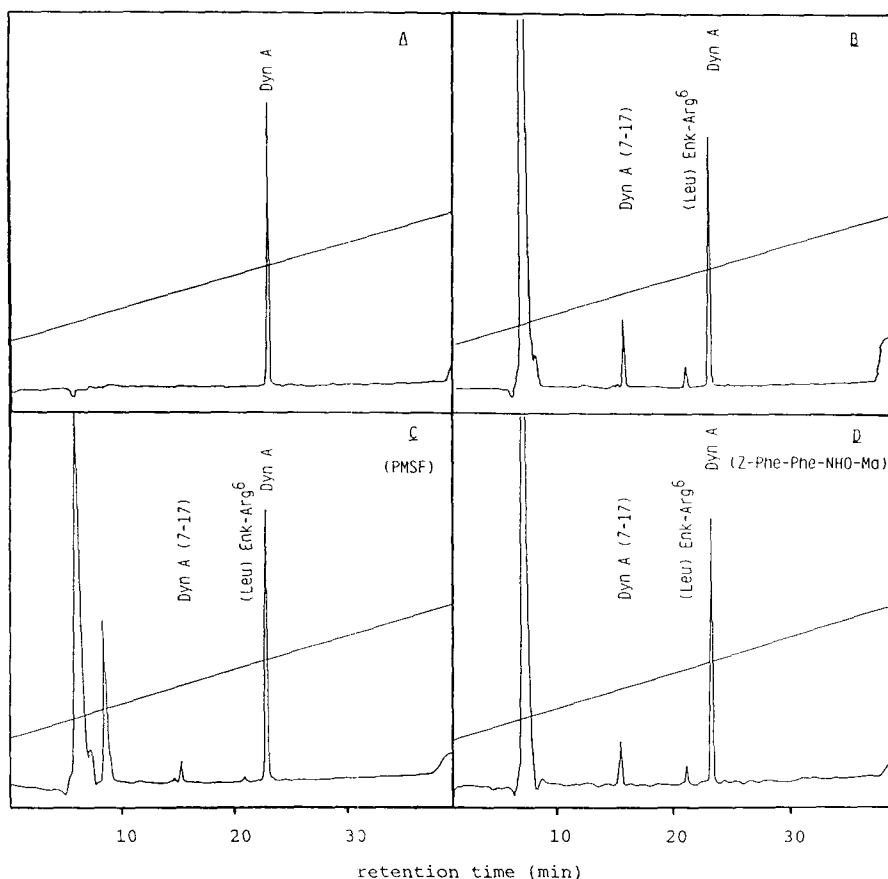 A
Dyn A
B
Dyn A (7-17)
(Leu) Enk-Arg6
Dyn A
C
(PMSF)
Dyn A (7-17)
(Leu) Enk-Arg6
Dyn A
D
(Z-Phe-Phe-NHO-Ma)
Dyn A (7-17)
(Leu) Enk-Arg6
Dyn A
10 20 30 10 20 30
retention time (min)